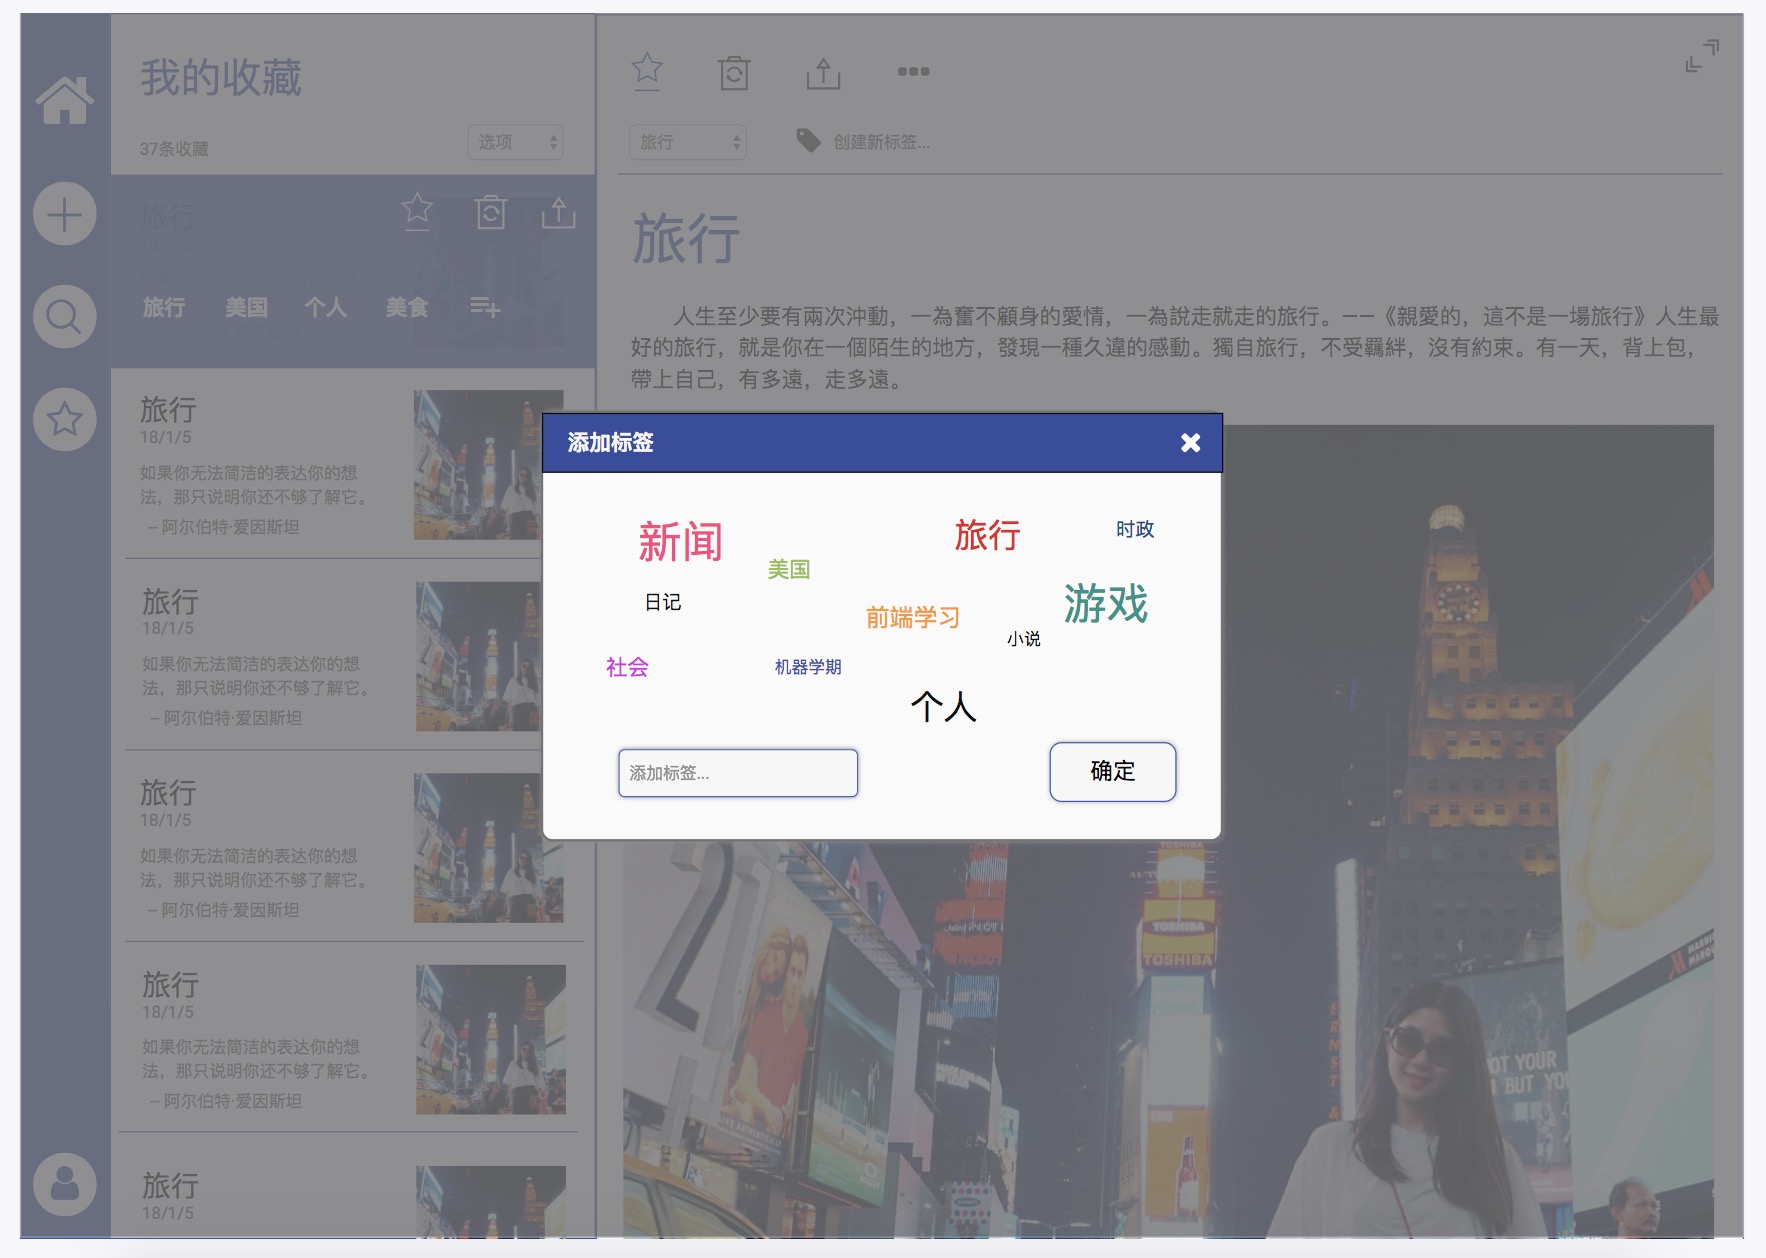 我的收藏
37条收藏
选项
旅行
旅行 美国 个人 美食
旅行
18/1/5
如果你无法简洁的表达你的想
法，那只说明你还不够了解它。
– 阿尔伯特·爱因斯坦
旅行
18/1/5
如果你无法简洁的表达你的想
法，那只说明你还不够了解它。
– 阿尔伯特·爱因斯坦
旅行
18/1/5
如果你无法简洁的表达你的想
法，那只说明你还不够了解它。
– 阿尔伯特·爱因斯坦
旅行
18/1/5
如果你无法简洁的表达你的想
法，那只说明你还不够了解它。
– 阿尔伯特·爱因斯坦
旅行
18/1/5
旅行
创建新标签...
旅行
人生至少要有兩次沖動，一為奮不顧身的愛情，一為說走就走的旅行。——《親愛的，這不是一場旅行》人生最
好的旅行，就是你在一個陌生的地方，發現一種久違的感動。獨自旅行，不受羈絆，沒有約束。有一天，背上包，
帶上自己，有多遠，走多遠。
添加标签
新闻
旅行
时政
美国
日记
游戏
前端学习
小说
社会
机器学期
个人
添加标签...
确定
TOSHIBA
TOSHIBA
TOSHIBA
OT YOUR
BUT YOU